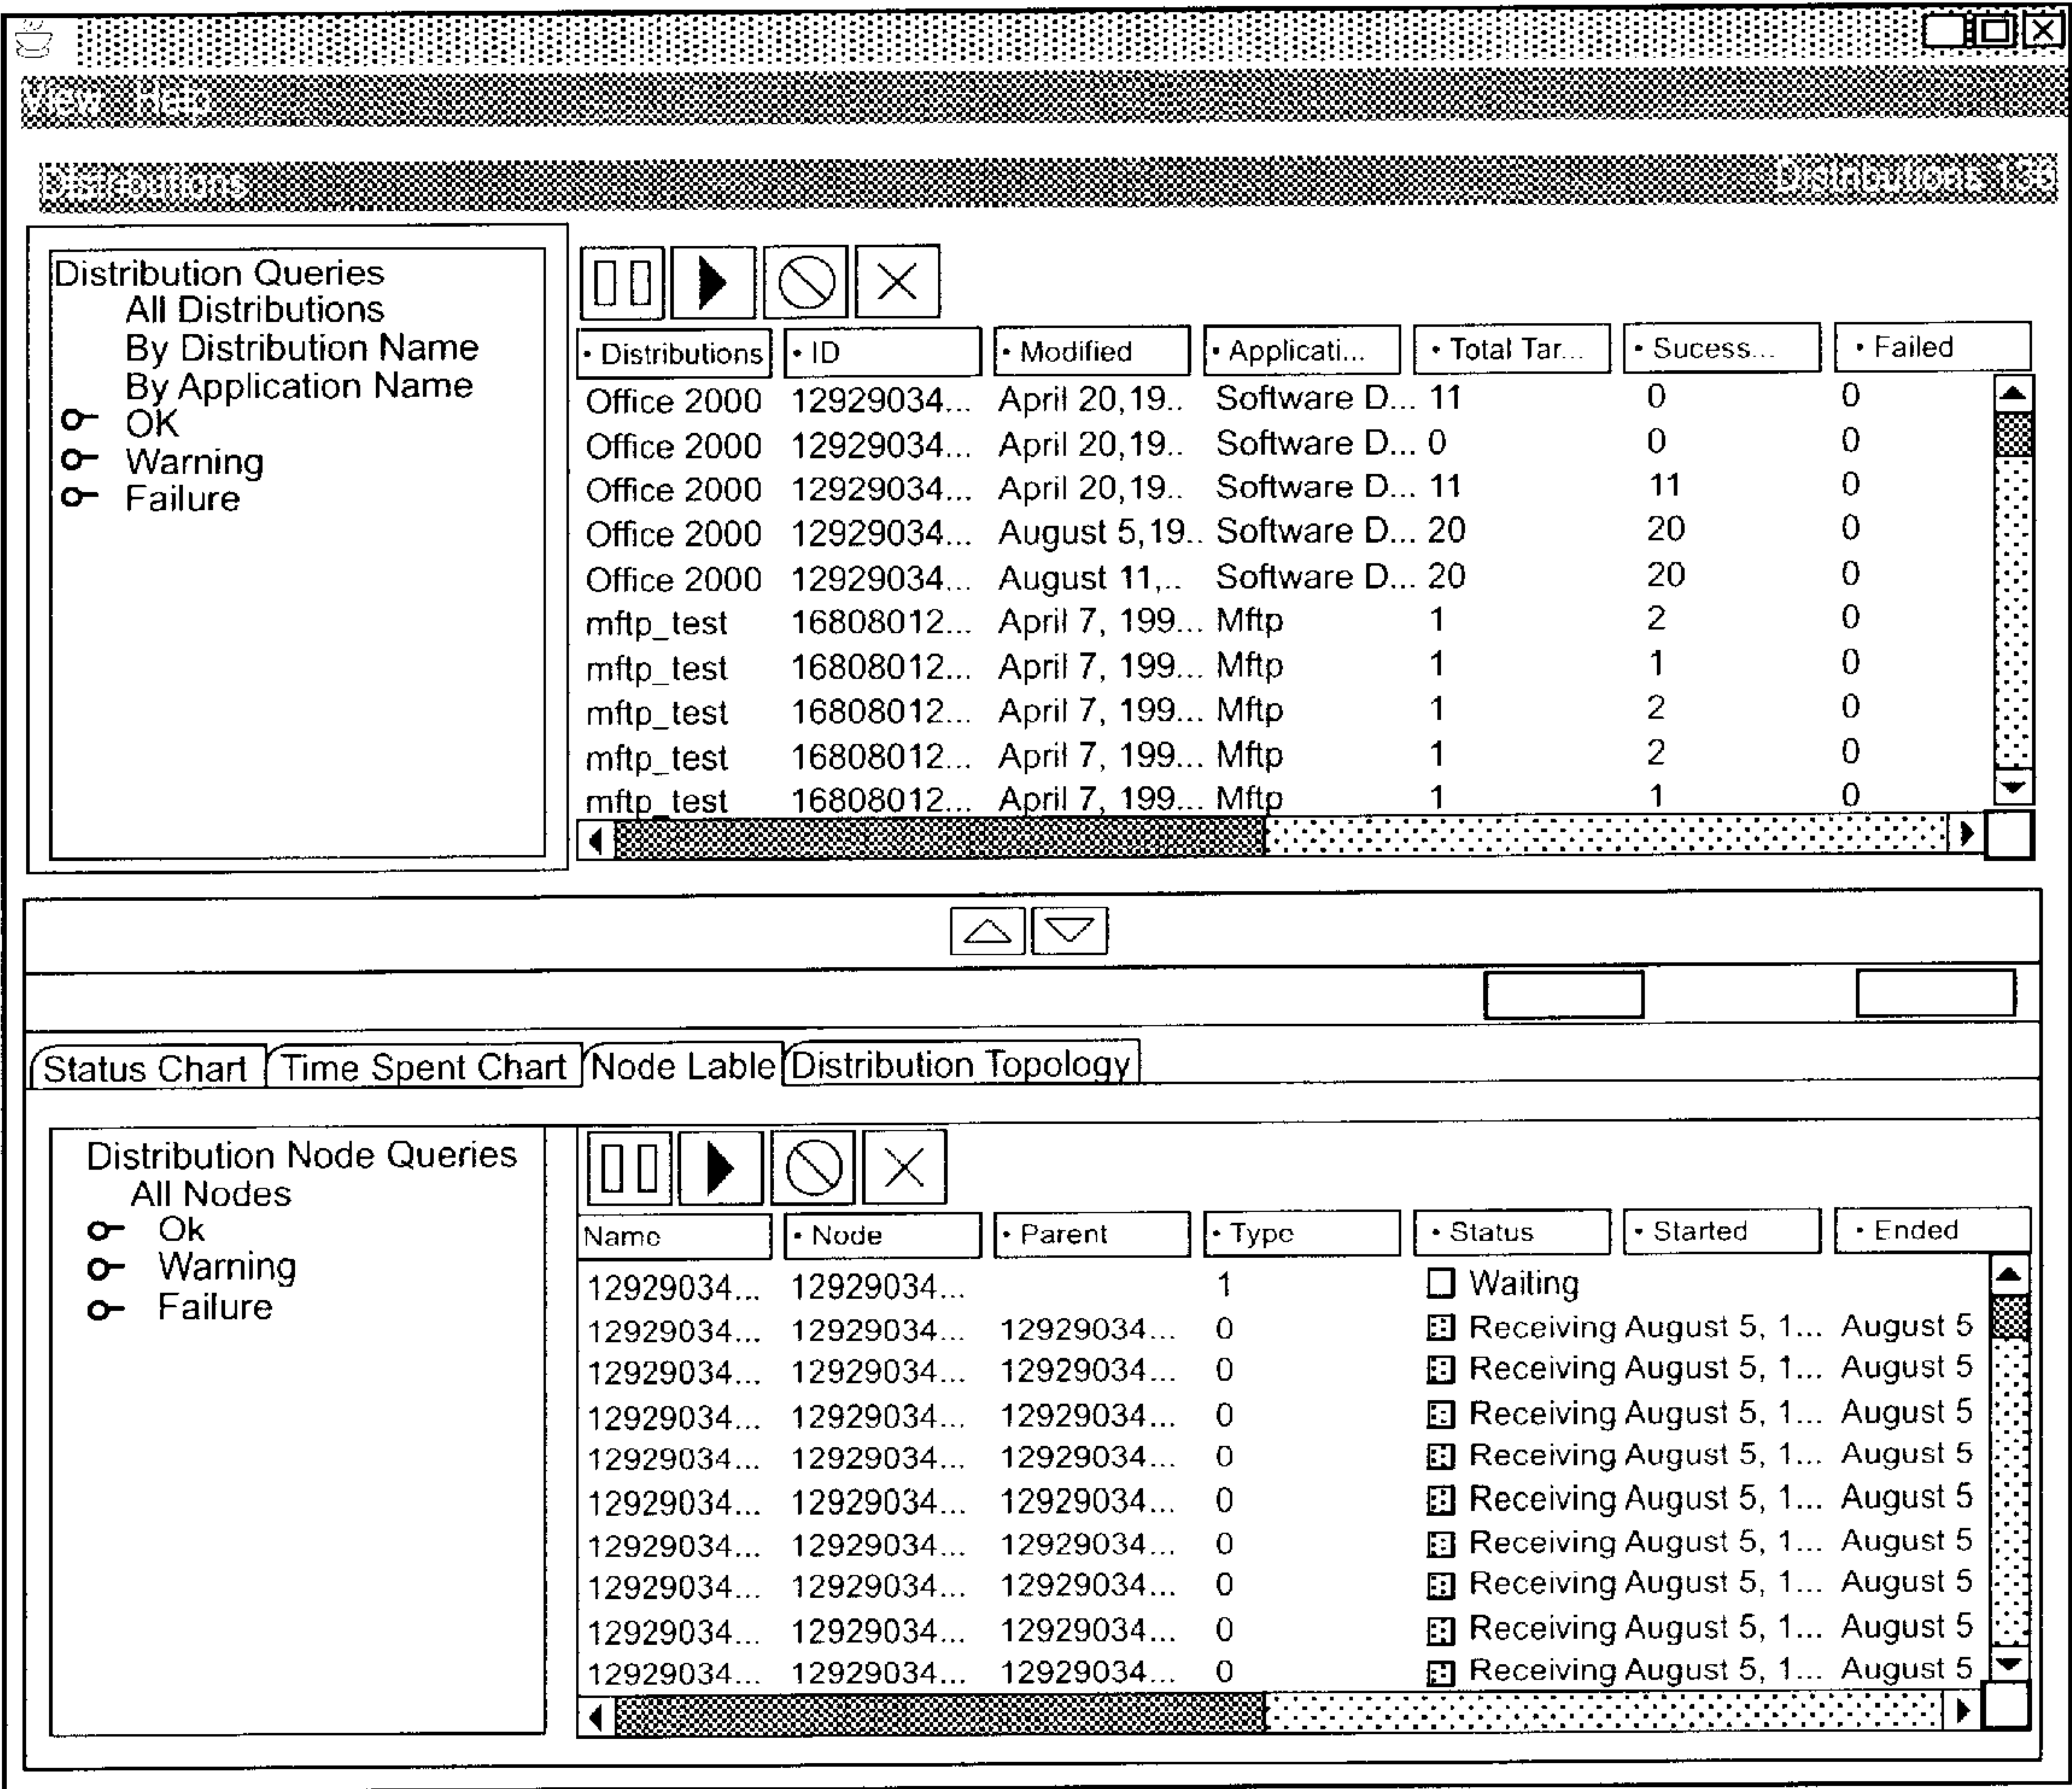 View Help
Distributions Distributions 136
Distribution Queries
All Distributions
By Distribution Name
By Application Name
OK
Warning
Failure
• Distributions • ID • Modified • Applicati... • Total Tar... • Sucess... • Failed
Office 2000 12929034... April 20,19.. Software D... 11 0 0
Office 2000 12929034... April 20,19.. Software D... 0 0 0
Office 2000 12929034... April 20,19.. Software D... 11 11 0
Office 2000 12929034... August 5,19.. Software D... 20 20 0
Office 2000 12929034... August 11,.. Software D... 20 20 0
mftp_test 16808012... April 7, 199... Mftp 1 2 0
mftp_test 16808012... April 7, 199... Mftp 1 1 0
mftp_test 16808012... April 7, 199... Mftp 1 2 0
mftp_test 16808012... April 7, 199... Mftp 1 2 0
mftp_test 16808012... April 7, 199... Mftp 1 1 0
Status Chart Time Spent Chart Node Lable Distribution Topology
Distribution Node Queries
All Nodes
Ok
Warning
Failure
Name • Node • Parent • Type • Status • Started • Ended
12929034... 12929034... 1 Waiting
12929034... 12929034... 12929034... 0 Receiving August 5, 1... August 5
12929034... 12929034... 12929034... 0 Receiving August 5, 1... August 5
12929034... 12929034... 12929034... 0 Receiving August 5, 1... August 5
12929034... 12929034... 12929034... 0 Receiving August 5, 1... August 5
12929034... 12929034... 12929034... 0 Receiving August 5, 1... August 5
12929034... 12929034... 12929034... 0 Receiving August 5, 1... August 5
12929034... 12929034... 12929034... 0 Receiving August 5, 1... August 5
12929034... 12929034... 12929034... 0 Receiving August 5, 1... August 5
12929034... 12929034... 12929034... 0 Receiving August 5, 1... August 5